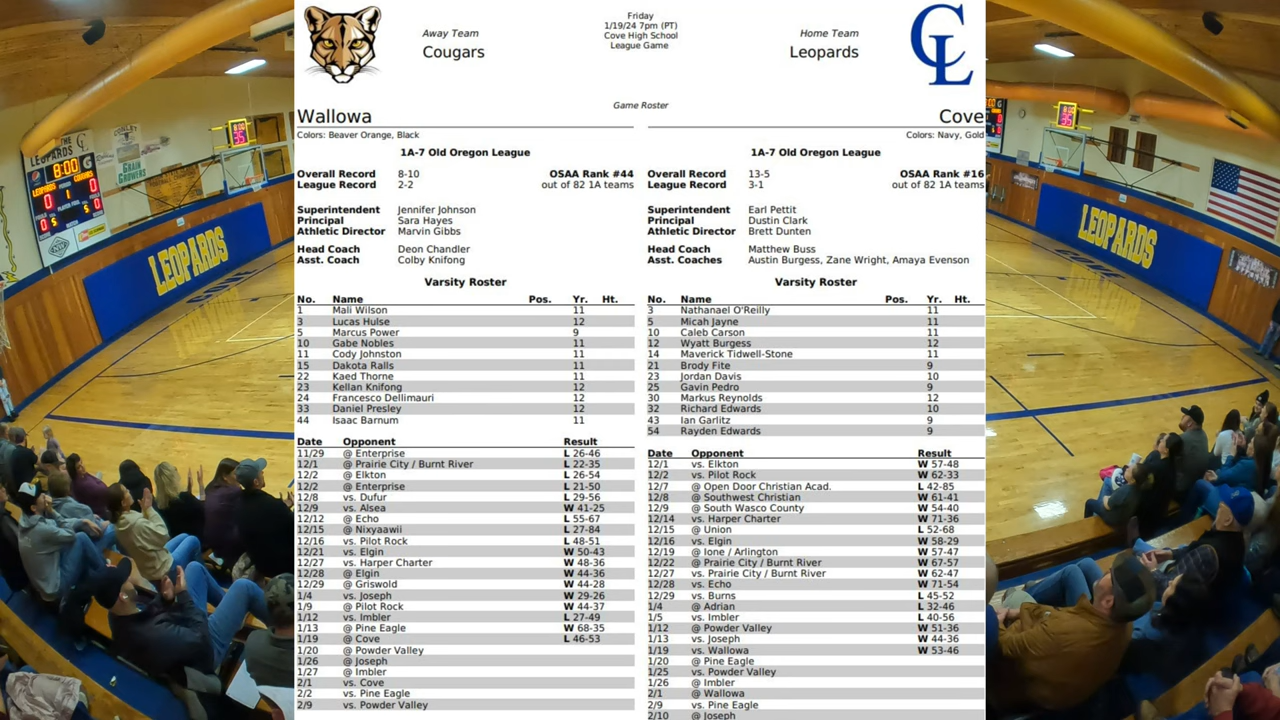 Away Team
Cougars
Friday
1/19/24 7pm (PT)
Cove High School
League Game
Home Team
Leopards
CL
Game Roster
Wallowa
Colors: Beaver Orange, Black
1A-7 Old Oregon League
Overall Record 8-10 OSAA Rank #44
League Record 2-2 out of 82 1A teams
Superintendent Jennifer Johnson
Principal Sara Hayes
Athletic Director Marvin Gibbs
Head Coach Deon Chandler
Asst. Coach Colby Knifong
Varsity Roster
No. Name Pos. Yr. Ht.
1 Mali Wilson 11
3 Lucas Hulse 12
5 Marcus Power 9
10 Gabe Nobles 11
11 Cody Johnston 11
15 Dakota Ralls 11
22 Kaed Thorne 11
23 Kellan Knifong 12
24 Francesco Dellimauri 12
33 Daniel Presley 12
44 Isaac Barnum 11
Date Opponent Result
11/29 @ Enterprise L 26-46
12/1 @ Prairie City / Burnt River L 22-35
12/2 @ Elkton L 26-54
12/2 @ Enterprise L 21-50
12/8 vs. Dufur L 29-56
12/9 vs. Alsea W 41-25
12/12 @ Echo L 55-67
12/15 @ Nixyaawii L 27-84
12/16 vs. Pilot Rock L 48-51
12/21 vs. Elgin W 50-43
12/27 vs. Harper Charter W 48-36
12/28 @ Elgin W 44-36
12/29 @ Griswold W 44-28
1/4 vs. Joseph W 29-26
1/9 @ Pilot Rock W 44-37
1/12 vs. Imbler L 27-49
1/13 @ Pine Eagle W 68-35
1/19 @ Cove L 46-53
1/20 @ Powder Valley
1/26 @ Joseph
1/27 @ Imbler
2/1 vs. Cove
2/2 vs. Pine Eagle
2/9 vs. Powder Valley
Cove
Colors: Navy, Gold
1A-7 Old Oregon League
Overall Record 13-5 OSAA Rank #16
League Record 3-1 out of 82 1A teams
Superintendent Earl Pettit
Principal Dustin Clark
Athletic Director Brett Dunten
Head Coach Matthew Buss
Asst. Coaches Austin Burgess, Zane Wright, Amaya Evenson
Varsity Roster
No. Name Pos. Yr. Ht.
3 Nathanael O'Reilly 11
5 Micah Jayne 11
10 Caleb Carson 11
12 Wyatt Burgess 12
14 Maverick Tidwell-Stone 11
21 Brody Fite 9
23 Jordan Davis 10
25 Gavin Pedro 9
30 Markus Reynolds 12
32 Richard Edwards 10
43 Ian Garlitz 9
54 Rayden Edwards 9
Date Opponent Result
12/1 vs. Elkton W 57-48
12/2 vs. Pilot Rock W 62-33
12/7 @ Open Door Christian Acad. L 42-85
12/8 @ Southwest Christian W 61-41
12/9 @ South Wasco County W 54-40
12/14 vs. Harper Charter W 71-36
12/15 @ Union L 52-68
12/16 vs. Elgin W 58-29
12/19 @ Ione / Arlington W 57-47
12/22 @ Prairie City / Burnt River W 67-57
12/27 vs. Prairie City / Burnt River W 62-47
12/28 vs. Echo W 71-54
12/29 vs. Burns L 45-52
1/4 @ Adrian L 32-46
1/5 vs. Imbler L 40-56
1/12 @ Powder Valley W 51-36
1/13 vs. Joseph W 44-36
1/19 vs. Wallowa W 53-46
1/20 @ Pine Eagle
1/25 vs. Powder Valley
1/26 @ Imbler
2/1 @ Wallowa
2/9 vs. Pine Eagle
2/10 @ Joseph
LEOPARDS
8:00
LEOPARDS COUGARS
0 0
GRAIN
GROWERS
8:00
35
LEOPARDS
8:00
35
LEOPARDS